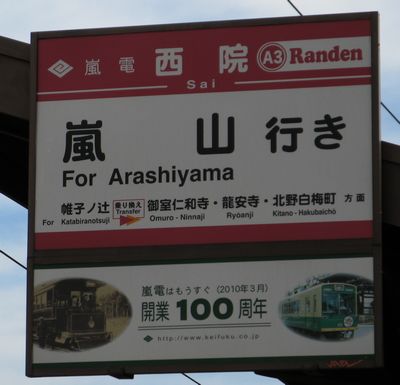 嵐電 西院 A3 Randen
Sai
嵐山行き
For Arashiyama
帷子ノ辻 乗り換え 御室仁和寺・龍安寺・北野白梅町 方面
For Katabiranotsuji Transfer Omuro - Ninnaji Ryōanji Kitano - Hakubaichō
嵐電はもうすぐ(2010年3月)
開業100周年
http://www.keifuku.co.jp